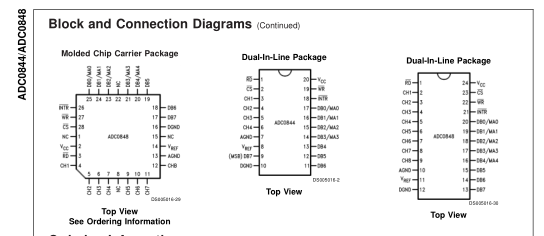 ADC0844/ADC0848
Block and Connection Diagrams (Continued)
Molded Chip Carrier Package
DB0/MA0
DB1/MA1
DB2/MA2
VCC
DB3/MA3
DB4/MA4
DB5
25 24 23 22 21 20 19
INTR 26
WR 27
CS 28
NC 1
VCC 2
RD 3
CH1 4
ADC0848
18 DB6
17 DB7
16 DGND
15 NC
14 VREF
13 AGND
12 CH8
5 6 7 8 9 10 11
CH2
CH3
CH4
NC
CH5
CH6
CH7
DS005016-29
Top View
See Ordering Information
Dual-In-Line Package
RD 1 20 VCC
CS 2 19 WR
CH1 3 18 INTR
CH2 4 17 DB0/MA0
CH3 5 16 DB1/MA1
CH4 6 15 DB2/MA2
AGND 7 14 DB3/MA3
VREF 8 13 DB4
(MSB) DB7 9 12 DB5
DGND 10 11 DB6
ADC0844
DS005016-2
Top View
Dual-In-Line Package
RD 1 24 VCC
CH1 2 23 CS
CH2 3 22 WR
CH3 4 21 INTR
CH4 5 20 DB0/MA0
CH5 6 19 DB1/MA1
CH6 7 18 DB2/MA2
CH7 8 17 DB3/MA3
CH8 9 16 DB4/MA4
AGND 10 15 DB5
VREF 11 14 DB6
DGND 12 13 DB7
ADC0848
DS005016-30
Top View